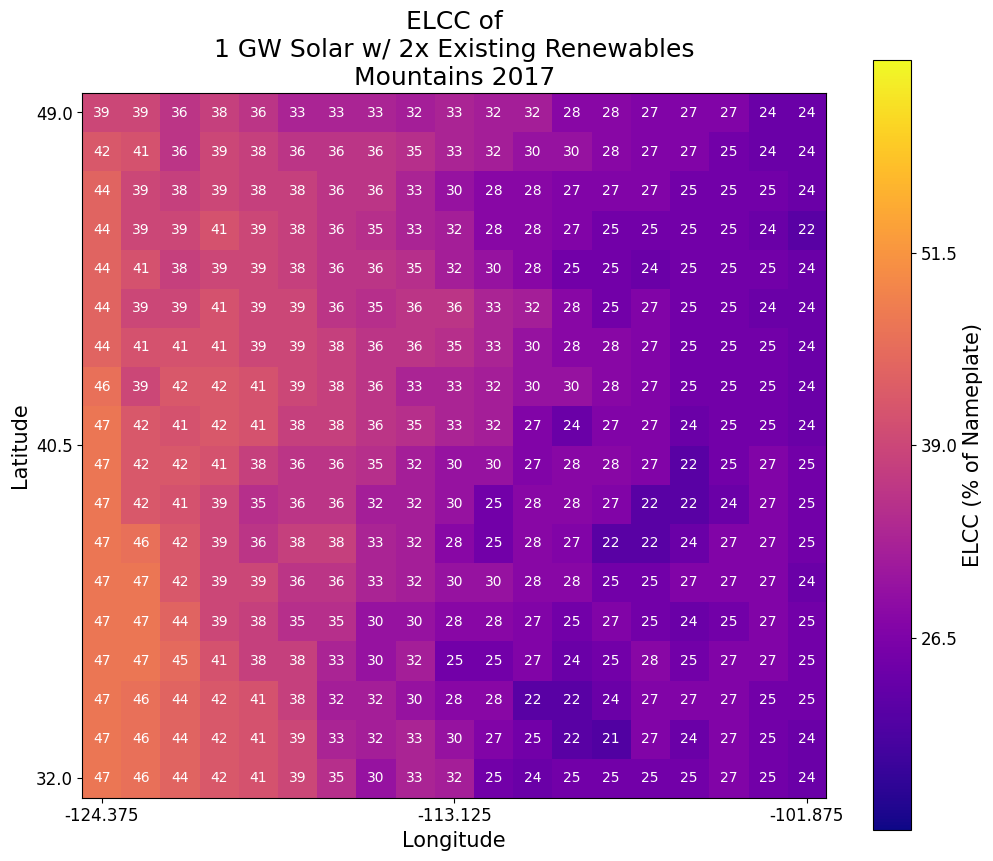 ELCC of
1 GW Solar w/ 2x Existing Renewables
Mountains 2017
49.0 39 39 36 38 36 33 33 33 32 33 32 32 28 28 27 27 27 24 24
42 41 36 39 38 36 36 36 35 33 32 30 30 28 27 27 25 24 24
44 39 38 39 38 38 36 36 33 30 28 28 27 27 27 25 25 25 24
44 39 39 41 39 38 36 35 33 32 28 28 27 25 25 25 25 24 22
44 41 38 39 39 38 36 36 35 32 30 28 25 25 24 25 25 25 24
44 39 39 41 39 39 36 35 36 36 33 32 28 25 27 25 25 24 24
44 41 41 41 39 39 38 36 36 35 33 30 28 28 27 25 25 25 24
46 39 42 42 41 39 38 36 33 33 32 30 30 28 27 25 25 25 24
47 42 41 42 41 38 38 36 35 33 32 27 24 27 27 24 25 25 24
40.5 47 42 42 41 38 36 36 35 32 30 30 27 28 28 27 22 25 27 25
47 42 41 39 35 36 36 32 32 30 25 28 28 27 22 22 24 27 25
47 46 42 39 36 38 38 33 32 28 25 28 27 22 22 24 27 27 25
47 47 42 39 39 36 36 33 32 30 30 28 28 25 25 27 27 27 24
47 47 44 39 38 35 35 30 30 28 28 27 25 27 25 24 25 27 25
47 47 45 41 38 38 33 30 32 25 25 27 24 25 28 25 27 27 25
47 46 44 42 41 38 32 32 30 28 28 22 22 24 27 27 27 25 25
47 46 44 42 41 39 33 32 33 30 27 25 22 21 27 24 27 25 24
32.0 47 46 44 42 41 39 35 30 33 32 25 24 25 25 25 25 27 25 24
-124.375 -113.125 -101.875
Longitude
Latitude
51.5
39.0
26.5
ELCC (% of Nameplate)